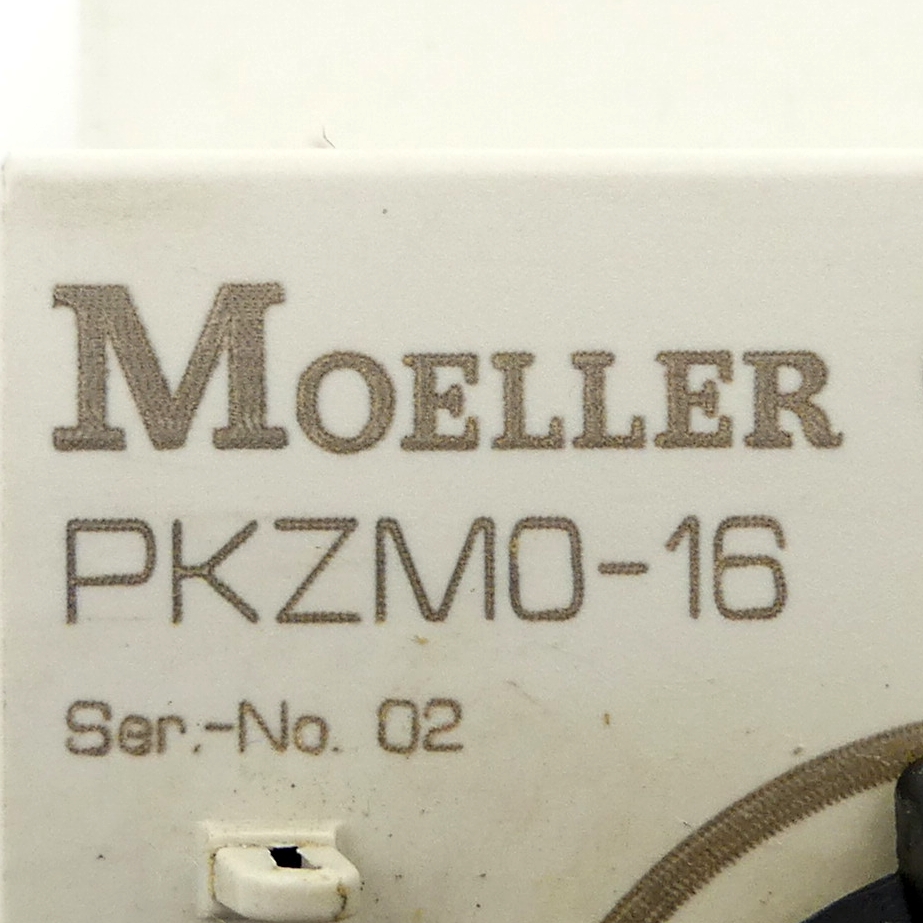 MOELLER
PKZM0-16
Ser.-No. 02